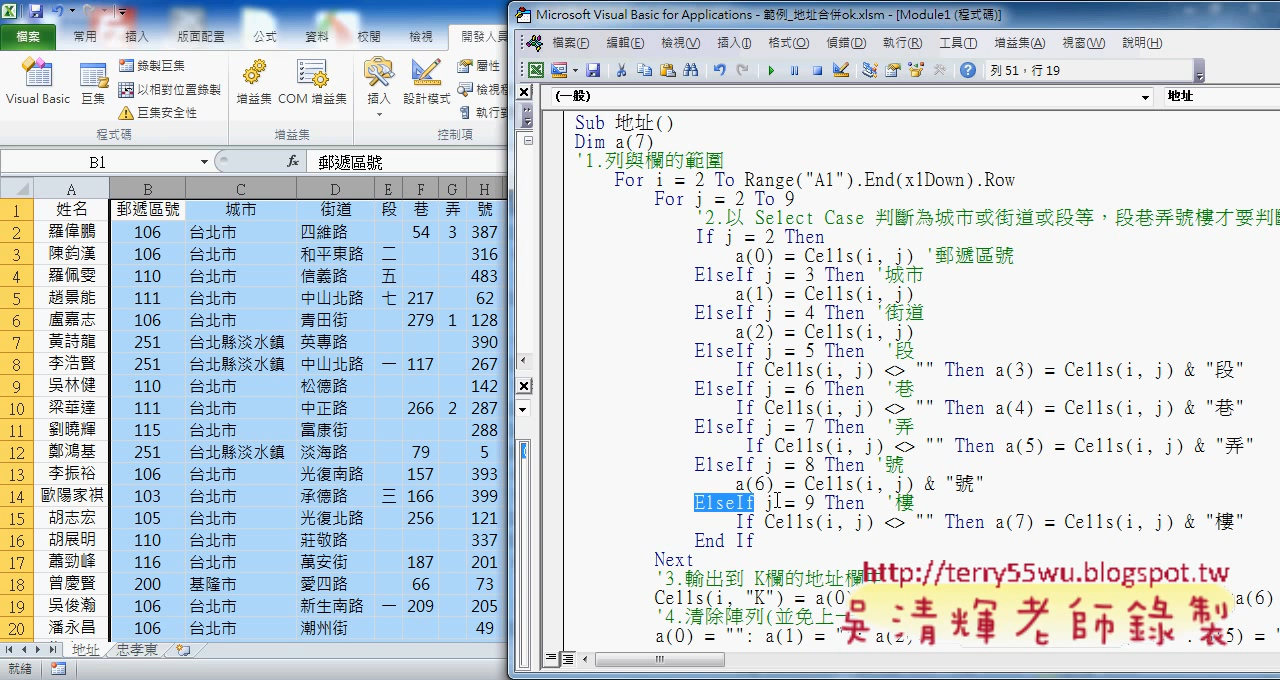 Microsoft Visual Basic for Applications - 範例_地址合併ok.xlsm - [Module1 (程式碼)]
檔案 常用 插入 版面配置 公式 資料 校閱 檢視 開發人員
檔案(F) 編輯(E) 檢視(V) 插入(I) 格式(O) 偵錯(D) 執行(R) 工具(T) 增益集(A) 視窗(W) 說明(H)
列 51，行 19
Visual Basic 巨集 錄製巨集 以相對位置錄製 巨集安全性
增益集 COM 增益集 插入 設計模式 屬性
程式碼 增益集 控制項
(一般) 地址
B1 fx 郵遞區號
A B C D E F G H
1 姓名 郵遞區號 城市 街道 段 巷 弄 號
2 羅偉鵬 106 台北市 四維路 54 3 387
3 陳鈞漢 106 台北市 和平東路 二 316
4 羅佩雯 110 台北市 信義路 五 483
5 趙景能 111 台北市 中山北路 七 217 62
6 盧嘉志 106 台北市 青田街 279 1 128
7 黃詩龍 251 台北縣淡水鎮 英專路 390
8 李浩賢 251 台北縣淡水鎮 中山北路 一 117 267
9 吳林健 110 台北市 松德路 142
10 梁華達 111 台北市 中正路 266 2 287
11 劉曉輝 115 台北市 富康街 288
12 鄭鴻基 251 台北縣淡水鎮 淡海路 79 5
13 李振裕 106 台北市 光復南路 157 393
14 歐陽家祺 103 台北市 承德路 三 166 399
15 胡志宏 105 台北市 光復北路 256 121
16 胡展明 110 台北市 莊敬路 337
17 蕭勁峰 116 台北市 萬安街 187 201
18 曾慶賢 200 基隆市 愛四路 66 73
19 吳俊瀚 106 台北市 新生南路 一 209 205
20 潘永昌 106 台北市 潮州街 49
地址 忠孝東
就緒
Sub 地址()
Dim a(7)
'1.列與欄的範圍
For i = 2 To Range("A1").End(xlDown).Row
For j = 2 To 9
'2.以 Select Case 判斷為城市或街道或段等，段巷弄號樓才要判斷
If j = 2 Then
a(0) = Cells(i, j) '郵遞區號
ElseIf j = 3 Then '城市
a(1) = Cells(i, j)
ElseIf j = 4 Then '街道
a(2) = Cells(i, j)
ElseIf j = 5 Then '段
If Cells(i, j) <> "" Then a(3) = Cells(i, j) & "段"
ElseIf j = 6 Then '巷
If Cells(i, j) <> "" Then a(4) = Cells(i, j) & "巷"
ElseIf j = 7 Then '弄
If Cells(i, j) <> "" Then a(5) = Cells(i, j) & "弄"
ElseIf j = 8 Then '號
a(6) = Cells(i, j) & "號"
ElseIf j = 9 Then '樓
If Cells(i, j) <> "" Then a(7) = Cells(i, j) & "樓"
End If
Next
'3.輸出到 K欄的地址欄
Cells(i, "K") = a(0) a(6)
'4.清除陣列(並免上
a(0) = "": a(1) = "": a(2)
http://terry55wu.blogspot.tw
吳清輝老師錄製